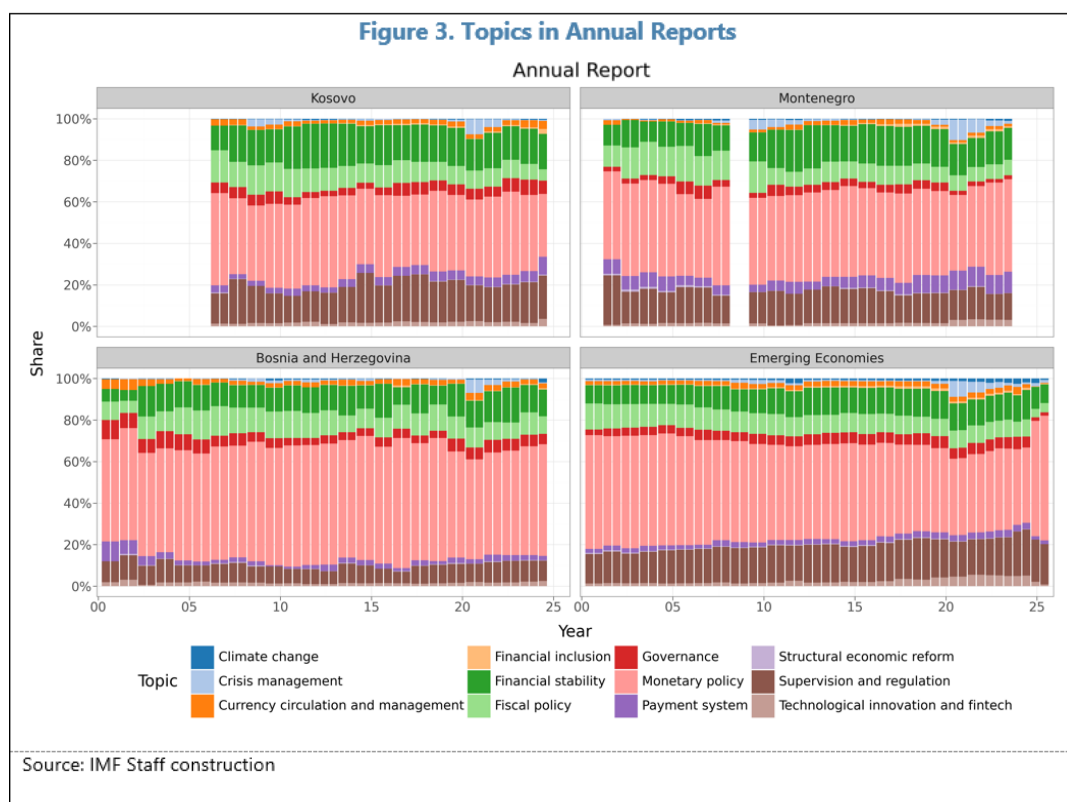 Figure 3. Topics in Annual Reports
Annual Report
Kosovo
Montenegro
100%
80%
60%
40%
20%
0%
Share
Bosnia and Herzegovina
Emerging Economies
100%
80%
60%
40%
20%
0%
00 05 10 15 20 25 00 05 10 15 20 25
Year
Topic
Climate change
Crisis management
Currency circulation and management
Financial inclusion
Financial stability
Fiscal policy
Governance
Monetary policy
Payment system
Structural economic reform
Supervision and regulation
Technological innovation and fintech
Source: IMF Staff construction